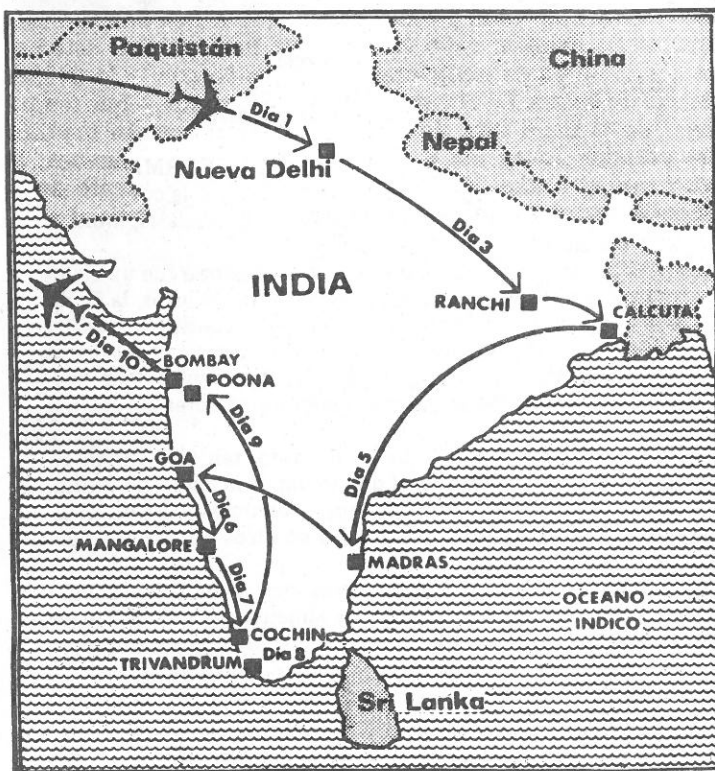 Paquistán
China
Día 1
Nepal
Nueva Delhi
Día 3
INDIA
RANCHI
CALCUTA
Día 10
BOMBAY
POONA
Día 9
Día 5
GOA
Día 6
MANGALORE
MADRAS
Día 7
OCEANO
INDICO
COCHIN
Día 8
TRIVANDRUM
Sri Lanka